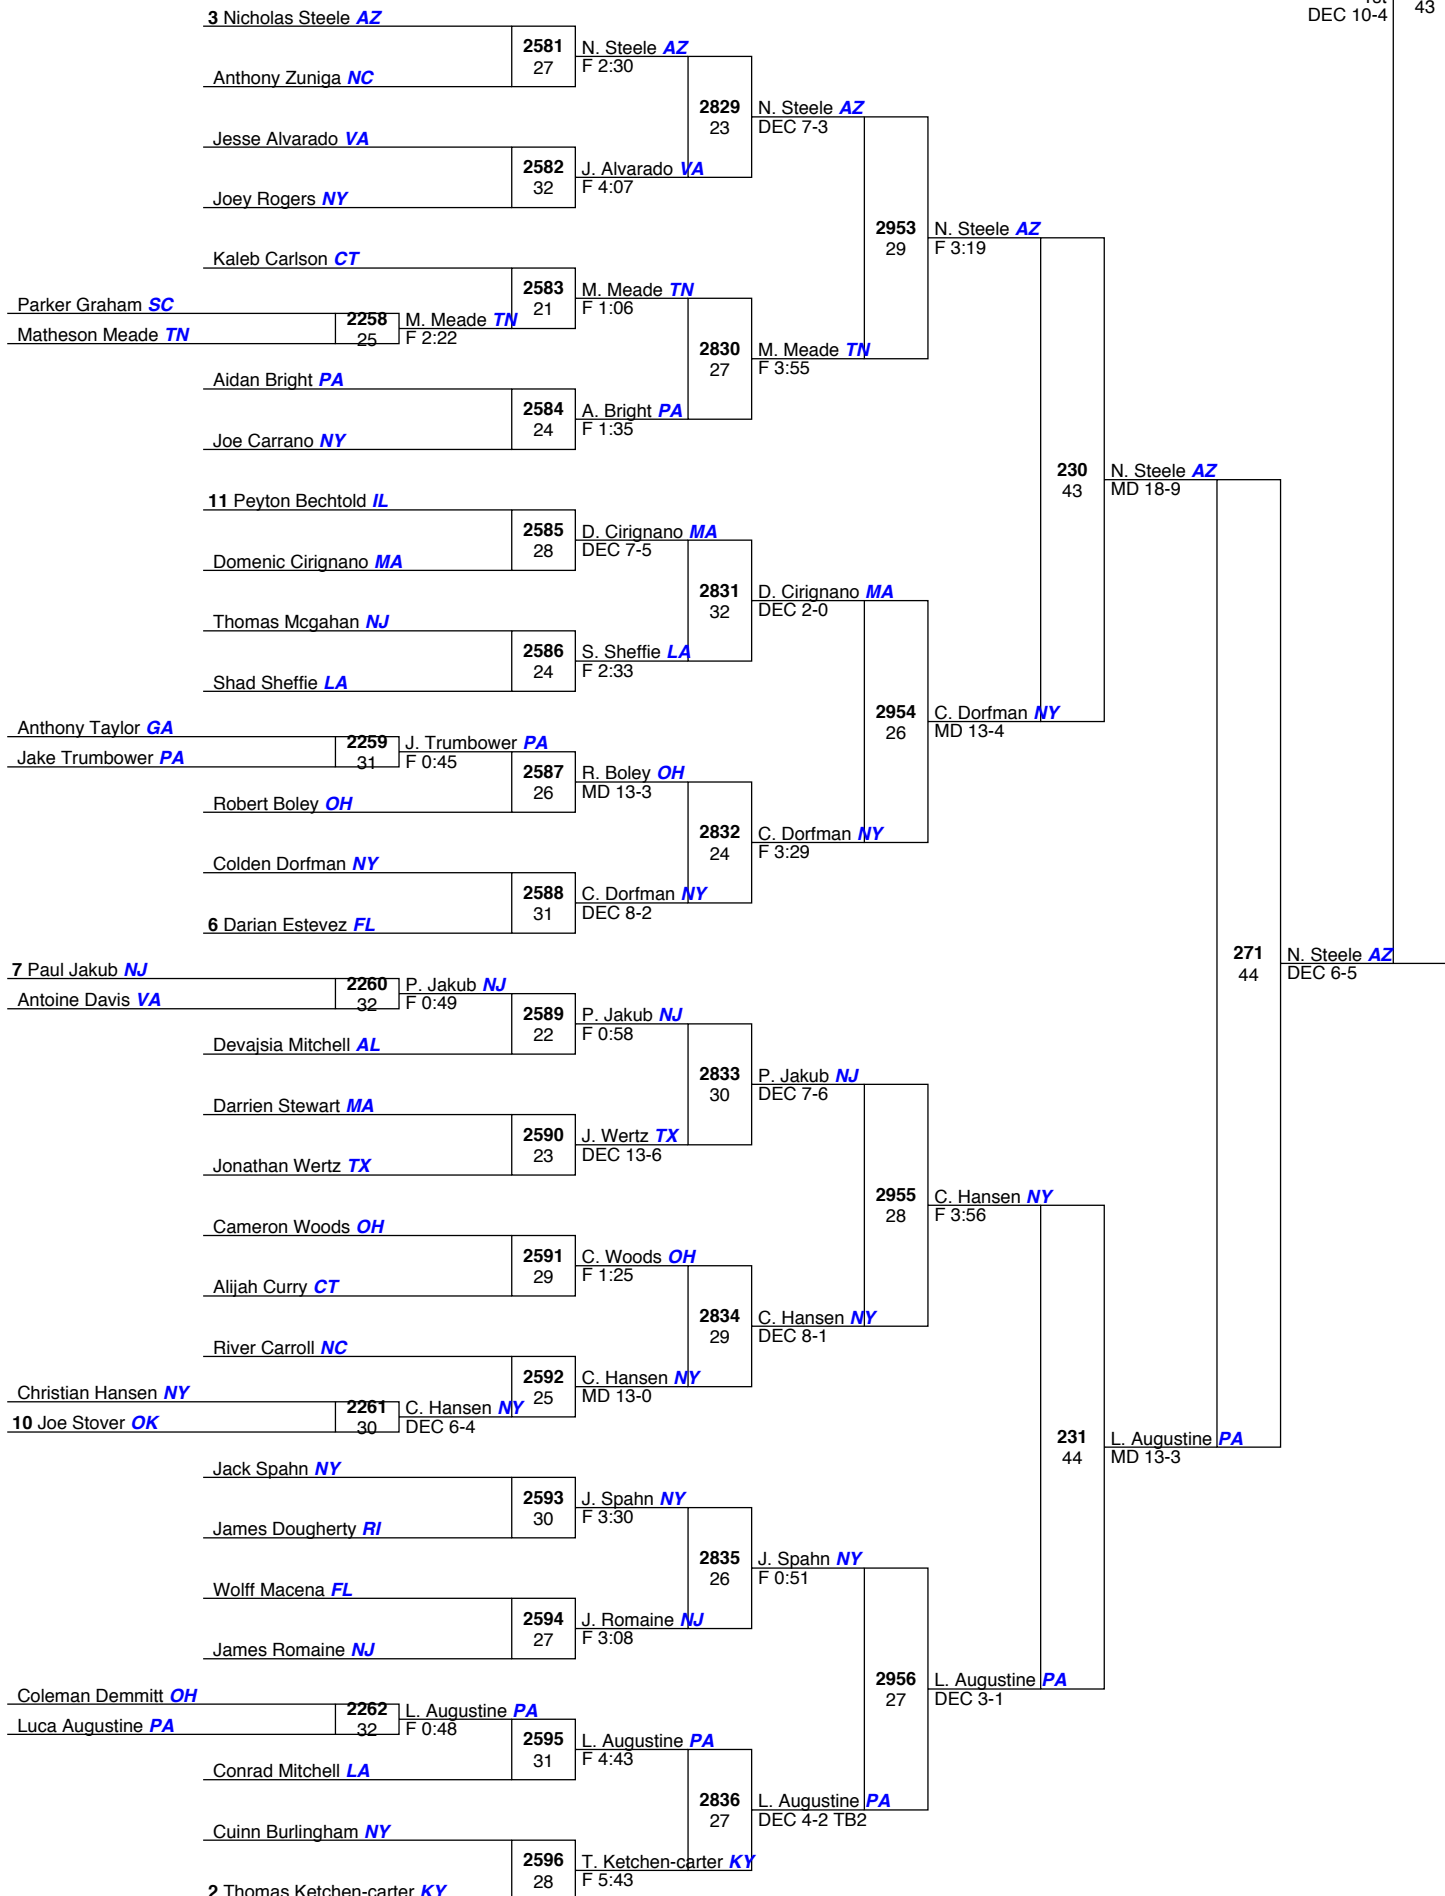 1st
DEC 10-4
43
3 Nicholas Steele AZ
2581
27
N. Steele AZ
F 2:30
Anthony Zuniga NC
2829
23
N. Steele AZ
DEC 7-3
Jesse Alvarado VA
2582
32
J. Alvarado VA
F 4:07
Joey Rogers NY
2953
29
N. Steele AZ
F 3:19
Kaleb Carlson CT
2583
21
M. Meade TN
F 1:06
Parker Graham SC
2258
25
M. Meade TN
F 2:22
Matheson Meade TN
2830
27
M. Meade TN
F 3:55
Aidan Bright PA
2584
24
A. Bright PA
F 1:35
Joe Carrano NY
230
43
N. Steele AZ
MD 18-9
11 Peyton Bechtold IL
2585
28
D. Cirignano MA
DEC 7-5
Domenic Cirignano MA
2831
32
D. Cirignano MA
DEC 2-0
Thomas Mcgahan NJ
2586
24
S. Sheffie LA
F 2:33
Shad Sheffie LA
2954
26
C. Dorfman NY
MD 13-4
Anthony Taylor GA
2259
31
J. Trumbower PA
F 0:45
Jake Trumbower PA
2587
26
R. Boley OH
MD 13-3
Robert Boley OH
2832
24
C. Dorfman NY
F 3:29
Colden Dorfman NY
2588
31
C. Dorfman NY
DEC 8-2
6 Darian Estevez FL
271
44
N. Steele AZ
DEC 6-5
7 Paul Jakub NJ
2260
32
P. Jakub NJ
F 0:49
Antoine Davis VA
2589
22
P. Jakub NJ
F 0:58
Devajsia Mitchell AL
2833
30
P. Jakub NJ
DEC 7-6
Darrien Stewart MA
2590
23
J. Wertz TX
DEC 13-6
Jonathan Wertz TX
2955
28
C. Hansen NY
F 3:56
Cameron Woods OH
2591
29
C. Woods OH
F 1:25
Alijah Curry CT
2834
29
C. Hansen NY
DEC 8-1
River Carroll NC
2592
25
C. Hansen NY
MD 13-0
Christian Hansen NY
2261
30
C. Hansen NY
DEC 6-4
10 Joe Stover OK
231
44
L. Augustine PA
MD 13-3
Jack Spahn NY
2593
30
J. Spahn NY
F 3:30
James Dougherty RI
2835
26
J. Spahn NY
F 0:51
Wolff Macena FL
2594
27
J. Romaine NJ
F 3:08
James Romaine NJ
2956
27
L. Augustine PA
DEC 3-1
Coleman Demmitt OH
2262
32
L. Augustine PA
F 0:48
Luca Augustine PA
2595
31
L. Augustine PA
F 4:43
Conrad Mitchell LA
2836
27
L. Augustine PA
DEC 4-2 TB2
Cuinn Burlingham NY
2596
28
T. Ketchen-carter KY
F 5:43
2 Thomas Ketchen-carter KY